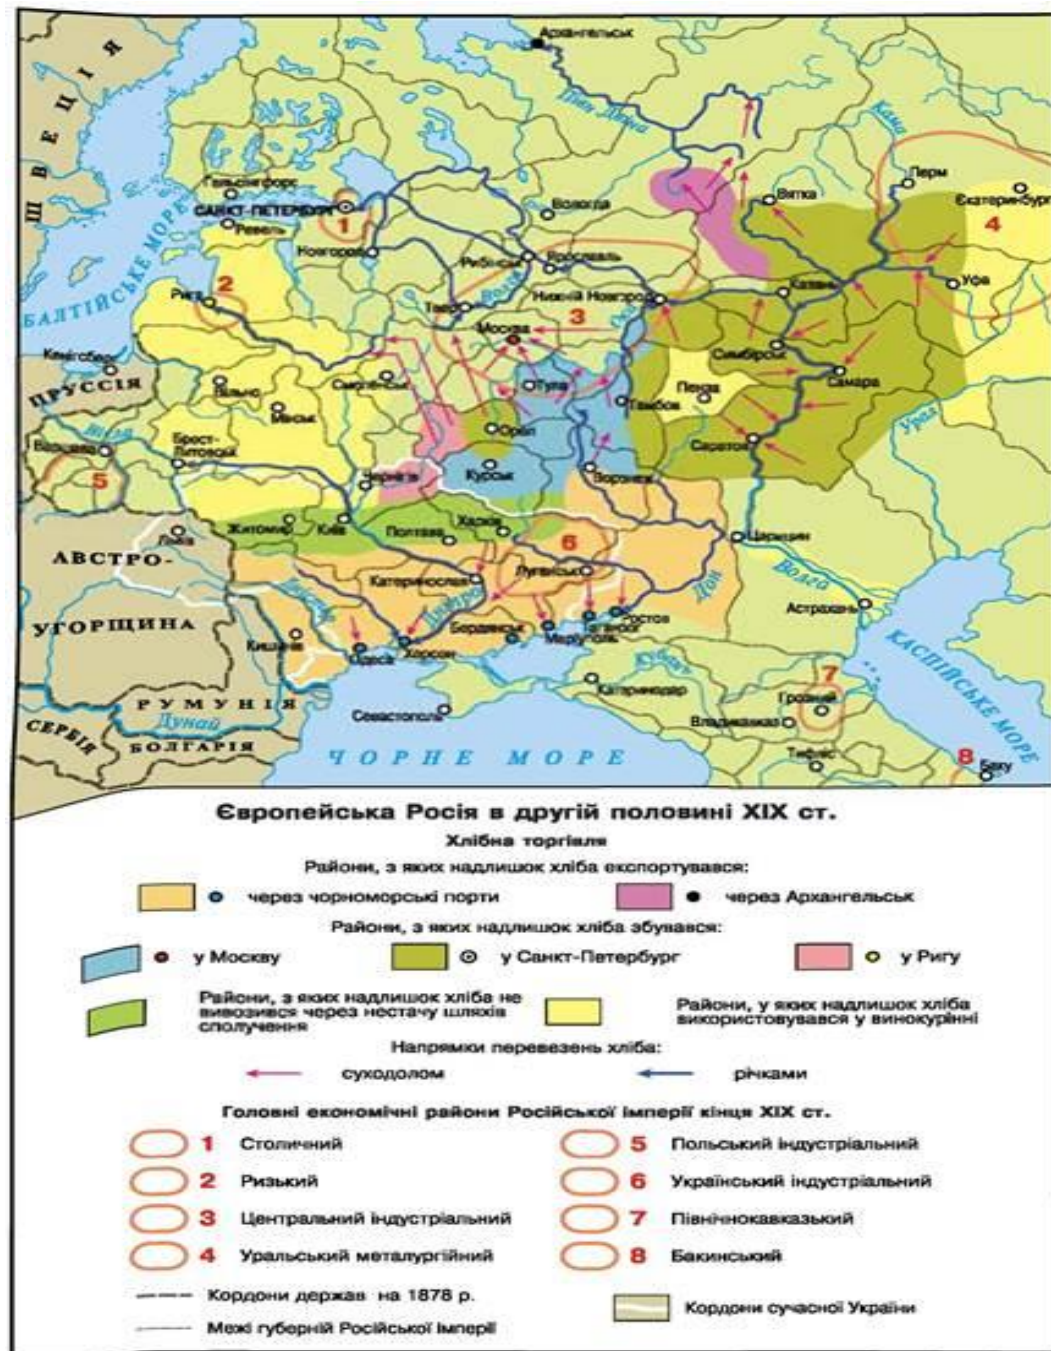 Архангельськ
ШВЕЦІЯ
Півн. Двіна
Кама
Перм
Гельсінгфорс
Вятка
Єкатеринбург
САНКТ-ПЕТЕРБУРГ
Вологда
4
1
Ревель
Новгород
Рибінськ
Ярославль
БАЛТІЙСЬКЕ МОРЕ
2
Рига
Твер
Волга
Нижній Новгород
Казань
Уфа
3
Москва
Ока
Кенігсберг
Симбірськ
ПРУССІЯ
Вільно
Смоленськ
Тула
Пенза
Самара
Мінськ
Тамбов
Урал
Варшава
Вісла
Брест-
Литовськ
Орел
Саратов
5
Чернігів
Курськ
Воронеж
Житомир
Київ
Полтава
Харків
6
Царицин
Львів
АВСТРО-
УГОРЩИНА
Катеринослав
Луганськ
Дон
Волга
Дністер
Дніпро
Астрахань
Кишинів
Одеса
Херсон
Бердянськ
Маріуполь
Таганрог
Ростов
КАСПІЙСЬКЕ МОРЕ
Кубань
7
РУМУНІЯ
Катеринодар
Грозний
Дунай
Севастополь
Владикавказ
СЕРБІЯ
БОЛГАРІЯ
ЧОРНЕ МОРЕ
Тифліс
8
Баку
Європейська Росія в другій половині XIX ст.
Хлібна торгівля
Райони, з яких надлишок хліба експортувався:
через чорноморські порти
через Архангельськ
Райони, з яких надлишок хліба збувався:
у Москву
у Санкт-Петербург
у Ригу
Райони, з яких надлишок хліба не
вивозився через нестачу шляхів
сполучення
Райони, у яких надлишок хліба
використовувався у винокурінні
Напрямки перевезень хліба:
суходолом
річками
Головні економічні райони Російської імперії кінця XIX ст.
1 Столичний
5 Польський індустріальний
2 Ризький
6 Український індустріальний
3 Центральний індустріальний
7 Північнокавказький
4 Уральський металургійний
8 Бакинський
Кордони держав на 1878 р.
Кордони сучасної України
Межі губерній Російської імперії